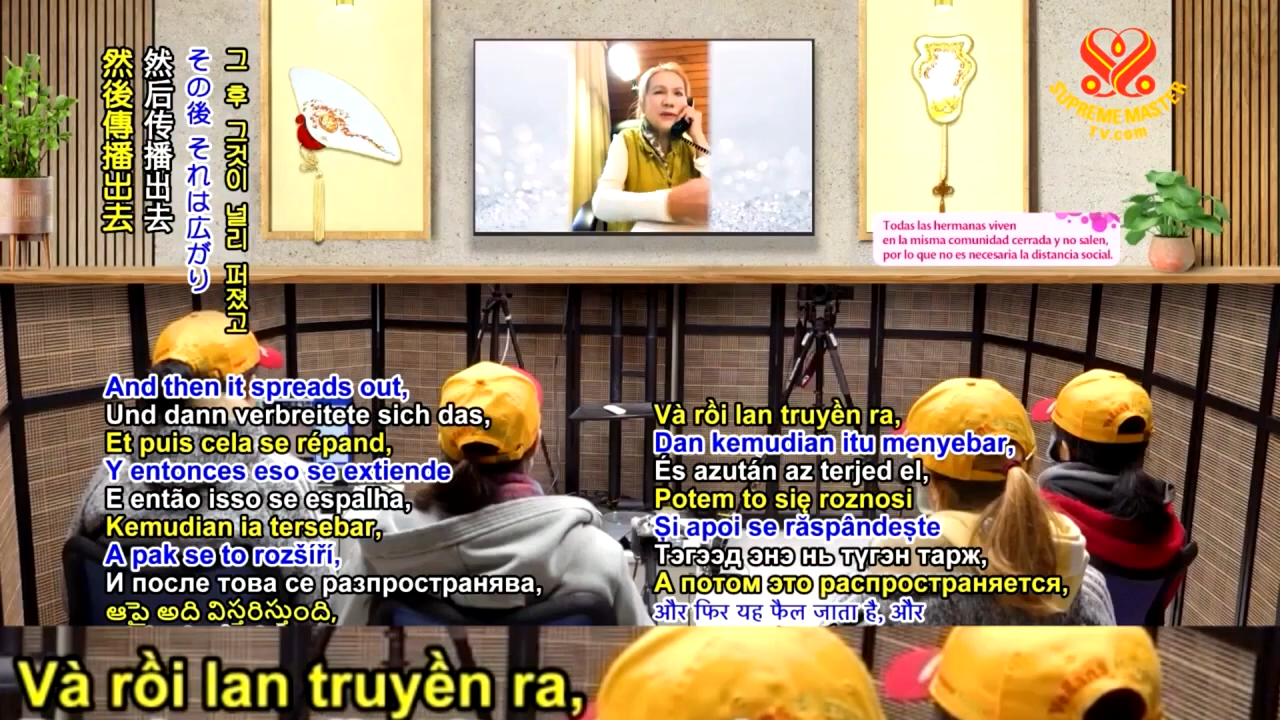 그 후 그것이 널리 퍼졌고
その後 それは広がり
然后传播出去
然後傳播出去
SUPREME MASTER
TV.com
Todas las hermanas viven
en la misma comunidad cerrada y no salen,
por lo que no es necesaria la distancia social.
And then it spreads out,
Und dann verbreitete sich das,
Et puis cela se répand,
Y entonces eso se extiende
E então isso se espalha,
Kemudian ia tersebar,
A pak se to rozšíří,
И после това се разпространява,
ఆపై అది విస్తరిస్తుంది,
Và rồi lan truyền ra,
Dan kemudian itu menyebar,
És azután az terjed el,
Potem to się roznosi
Și apoi se răspândește
Тэгээд энэ нь түгэн тарж,
А потом это распространяется,
और फिर यह फैल जाता है, और
Và rồi lan truyền ra,